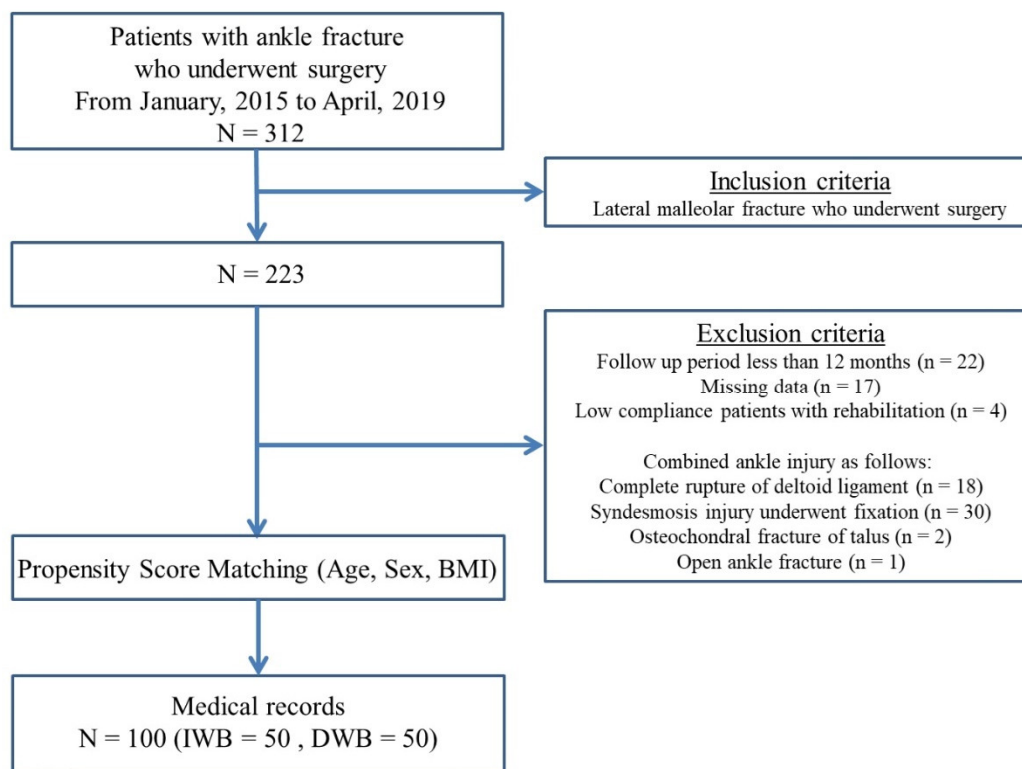 Patients with ankle fracture
who underwent surgery
From January, 2015 to April, 2019
N = 312
Inclusion criteria
Lateral malleolar fracture who underwent surgery
N = 223
Exclusion criteria
Follow up period less than 12 months (n = 22)
Missing data (n = 17)
Low compliance patients with rehabilitation (n = 4)
Combined ankle injury as follows:
Complete rupture of deltoid ligament (n = 18)
Syndesmosis injury underwent fixation (n = 30)
Osteochondral fracture of talus (n = 2)
Open ankle fracture (n = 1)
Propensity Score Matching (Age, Sex, BMI)
Medical records
N = 100 (IWB = 50 , DWB = 50)